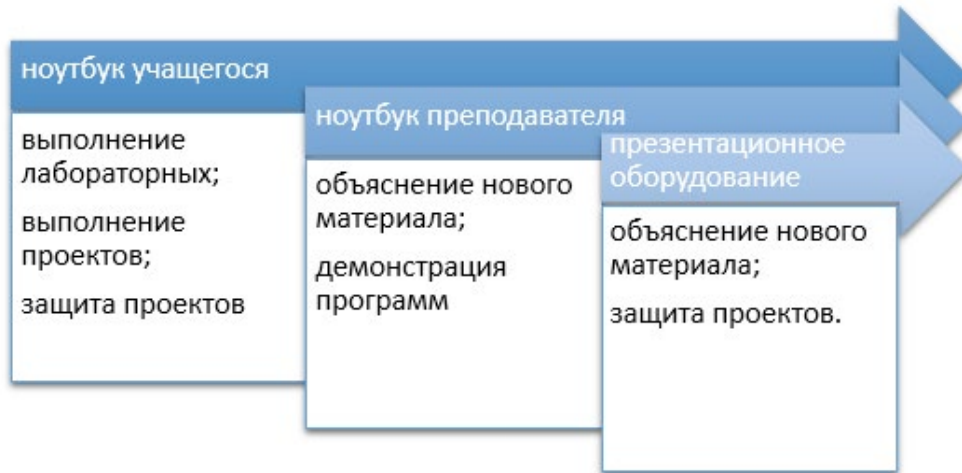 ноутбук учащегося
выполнение
лабораторных;
выполнение
проектов;
защита проектов
ноутбук преподавателя
объяснение нового
материала;
демонстрация
программ
презентационное
оборудование
объяснение нового
материала;
защита проектов.